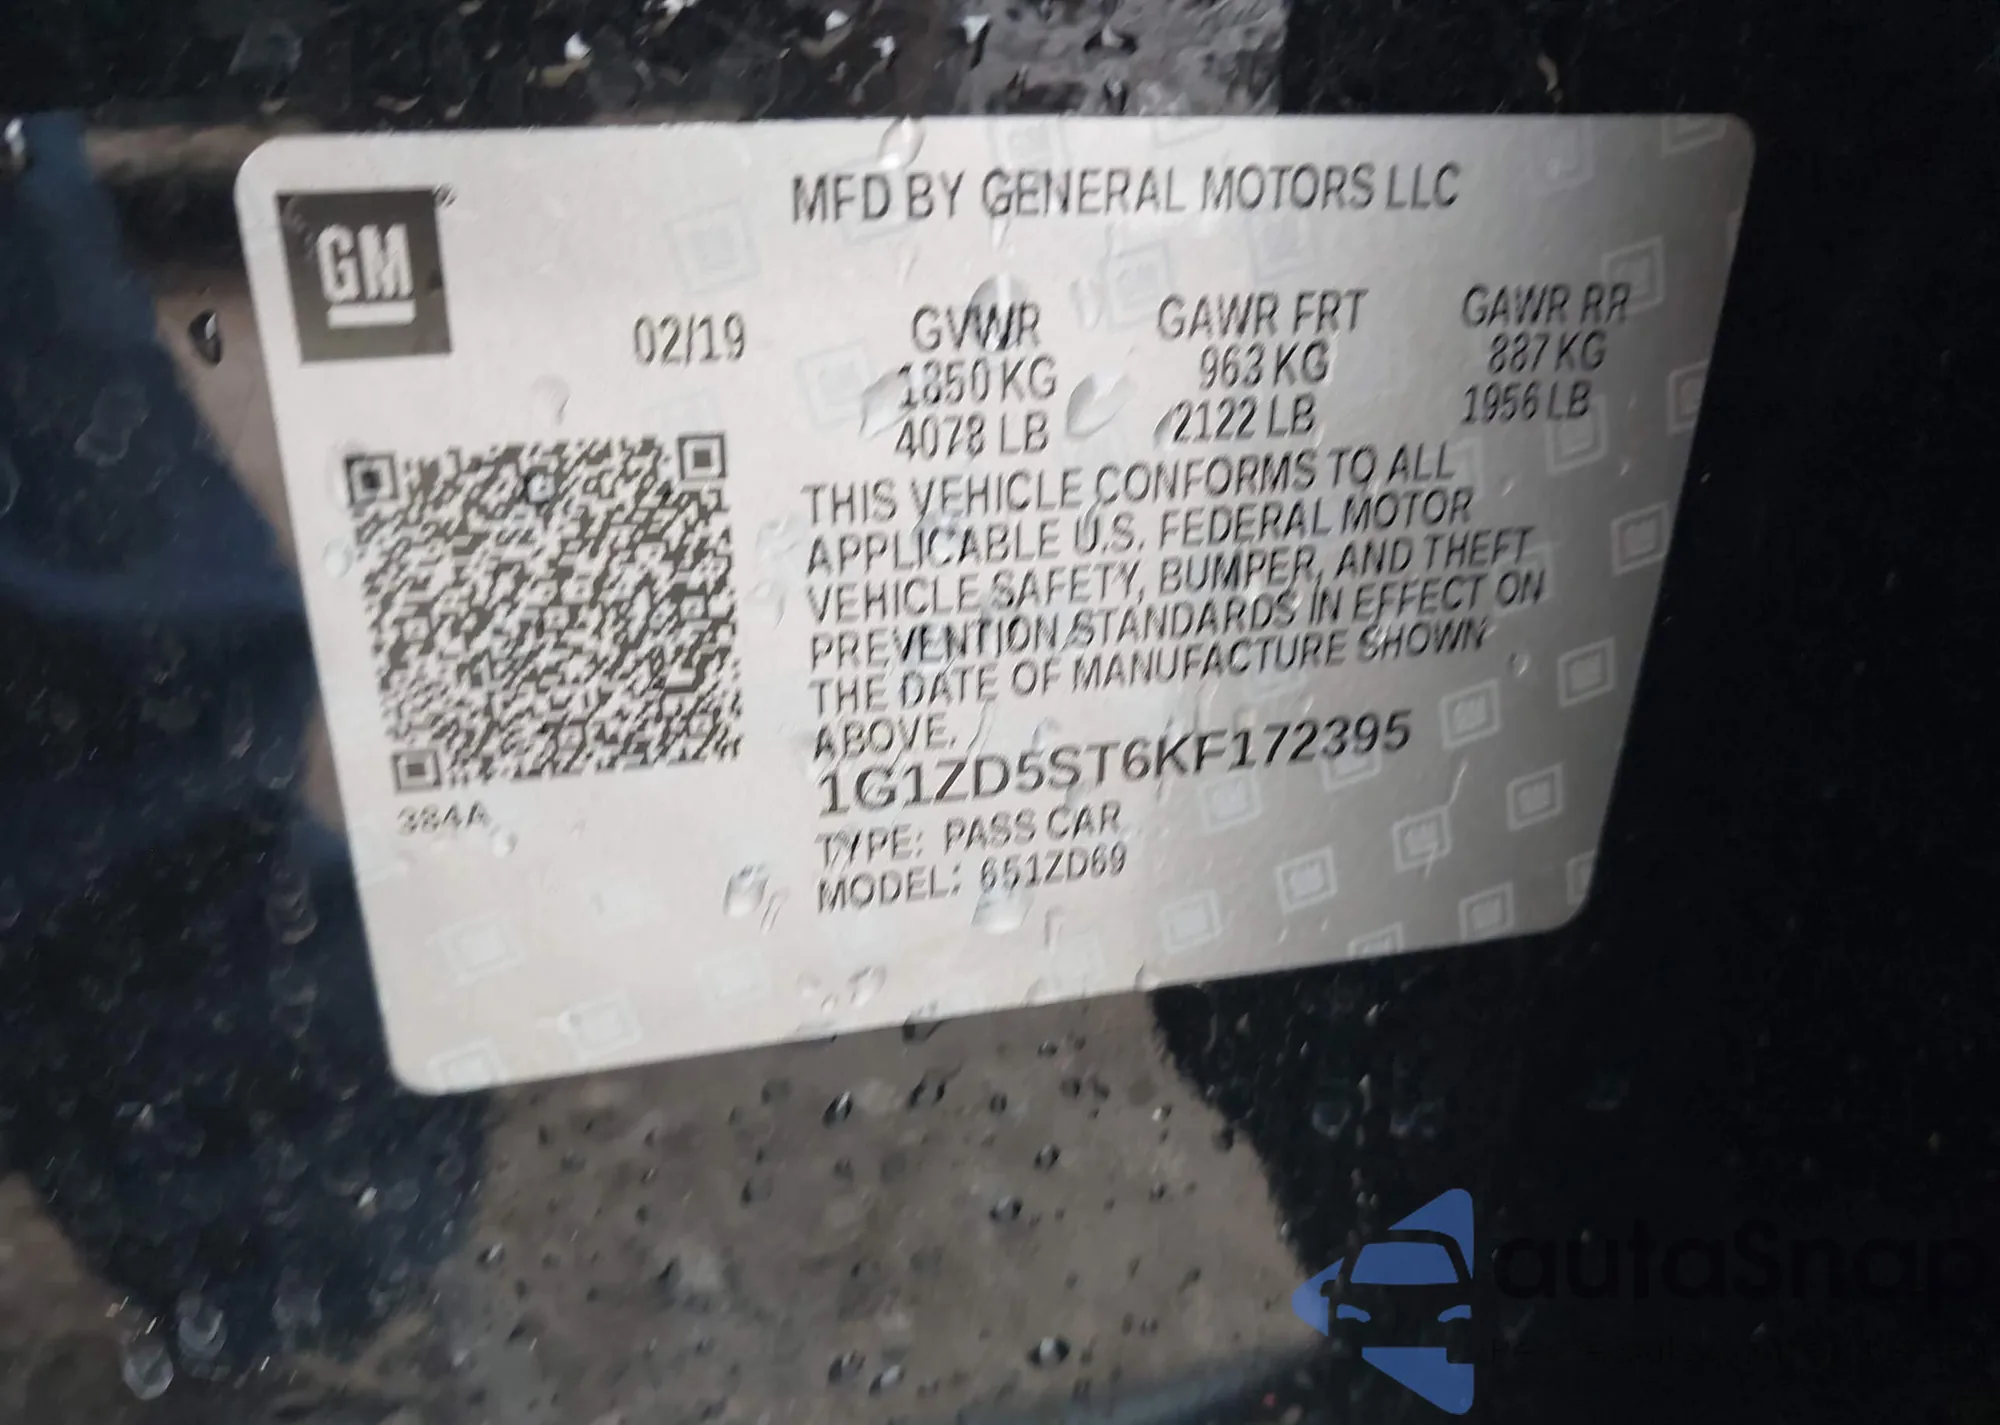 GM
MFD BY GENERAL MOTORS LLC
02/19
GVWR
1850 KG
4078 LB
GAWR FRT
963 KG
2122 LB
GAWR RR
887 KG
1956 LB
THIS VEHICLE CONFORMS TO ALL
APPLICABLE U.S. FEDERAL MOTOR
VEHICLE SAFETY, BUMPER, AND THEFT
PREVENTION STANDARDS IN EFFECT ON
THE DATE OF MANUFACTURE SHOWN
ABOVE.
1G1ZD5ST6KF172395
TYPE: PASS CAR
MODEL: 651ZD69
384A
autaSnap